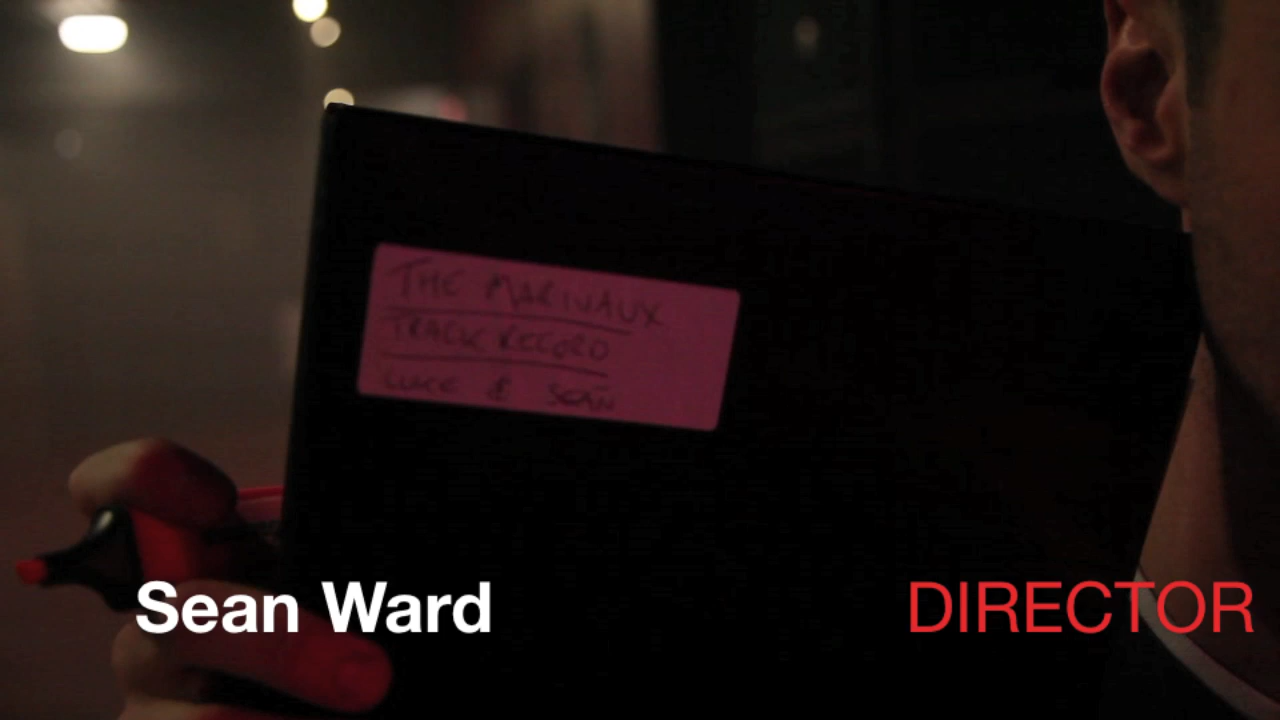 THE MARINAUX
TRACK RECORD
LUKE & SEAN
Sean Ward
DIRECTOR